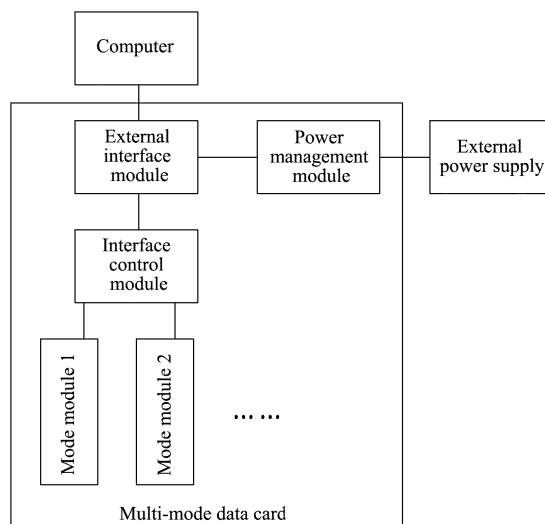 Computer
External
interface
module
Power
management
module
External
power supply
Interface
control
module
Mode module 1
Mode module 2
... ...
Multi-mode data card